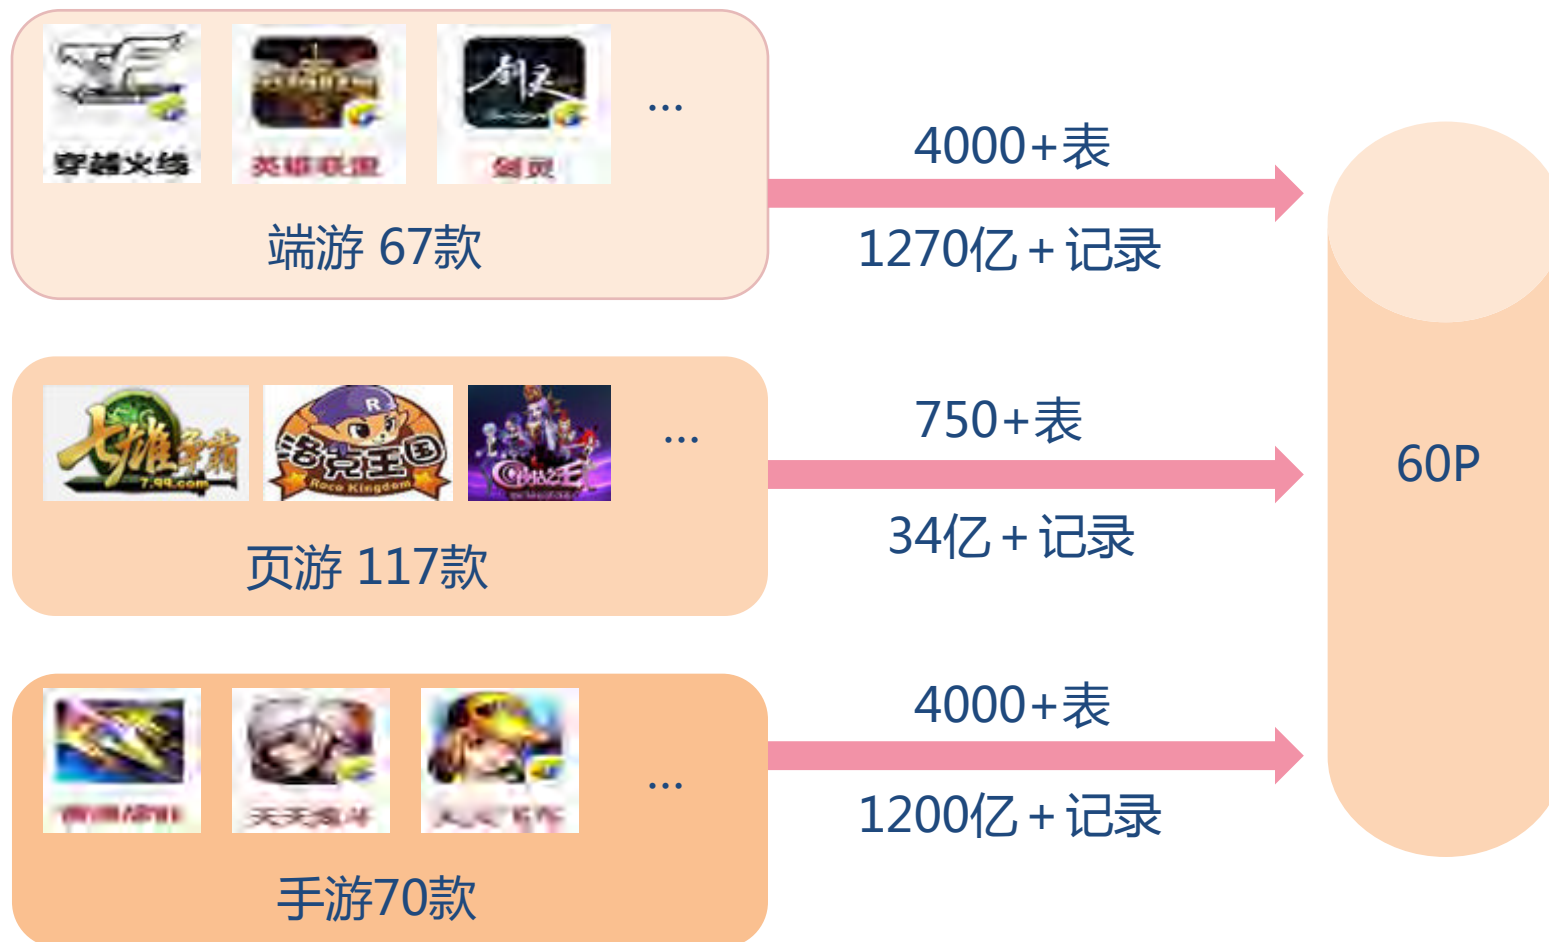 穿越火线
英雄联盟
剑灵
剑灵
...
端游 67款
4000+表
1270亿+记录
七雄争霸
7.99.com
R
洛克王国
Roco Kingdom
...
页游 117款
750+表
34亿+记录
60P
天天炫斗
...
手游70款
4000+表
1200亿+记录